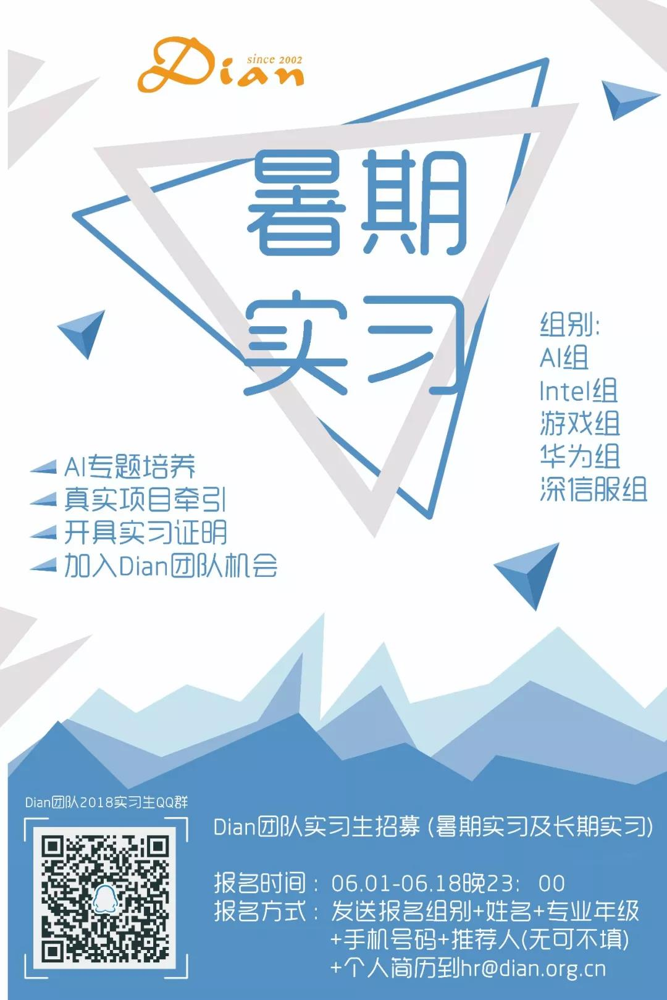 Dian
since 2002
暑期
实习
组别:
AI组
Intel组
游戏组
华为组
深信服组
AI专题培养
真实项目牵引
开具实习证明
加入Dian团队机会
Dian团队2018实习生QQ群
Dian团队实习生招募 (暑期实习及长期实习)
报名时间：06.01-06.18晚23：00
报名方式：发送报名组别+姓名+专业年级
+手机号码+推荐人(无可不填)
+个人简历到hr@dian.org.cn